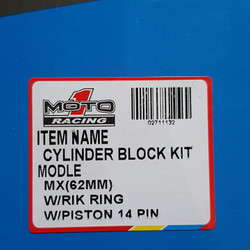 MOTO 1
RACING
02711132
ITEM NAME
CYLINDER BLOCK KIT
MODLE
MX(62MM)
W/RIK RING
W/PISTON 14 PIN